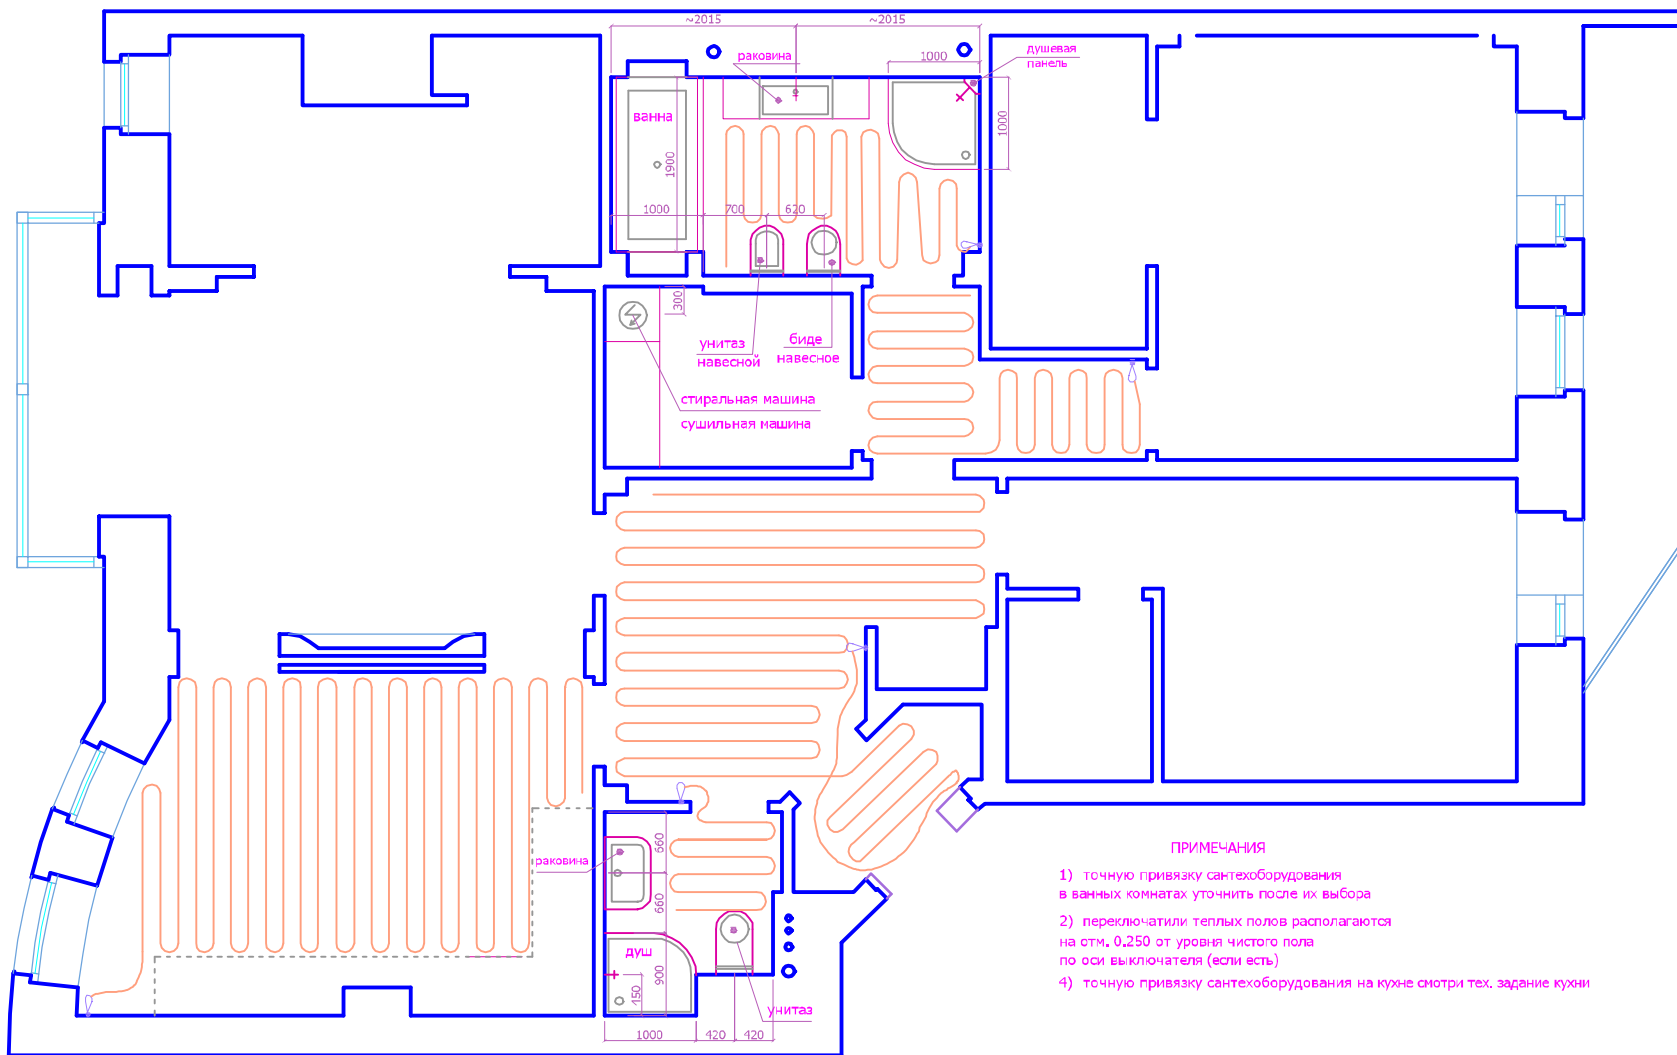 ~2015
~2015
раковина
1000
душевая
панель
ванна
1900
1000
1000
700
620
300
унитаз
навесной
биде
навесное
стиральная машина
сушильная машина
раковина
660
660
душ
900
450
унитаз
1000
420
420
ПРИМЕЧАНИЯ
1) точную привязку сантехоборудования
в ванных комнатах уточнить после их выбора
2) переключатили теплых полов располагаются
на отм. 0.250 от уровня чистого пола
по оси выключателя (если есть)
4) точную привязку сантехоборудования на кухне смотри тех. задание кухни